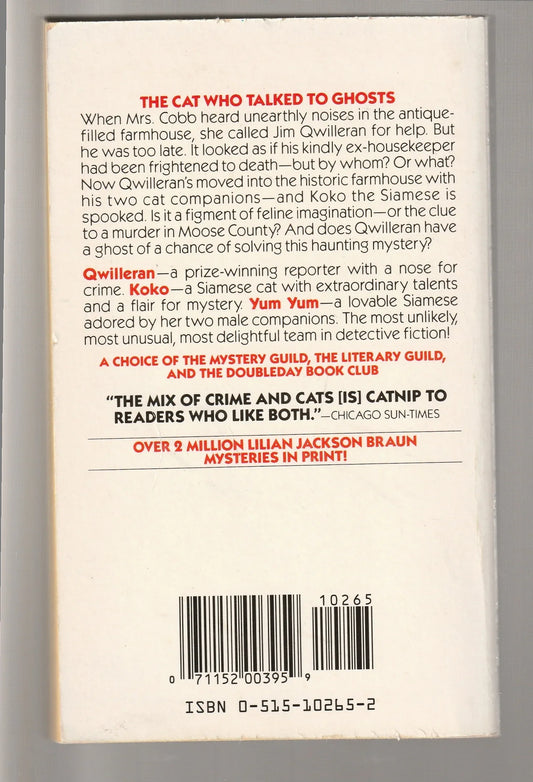 THE CAT WHO TALKED TO GHOSTS
When Mrs. Cobb heard unearthly noises in the antique-
filled farmhouse, she called Jim Qwilleran for help. But
he was too late. It looked as if his kindly ex-housekeeper
had been frightened to death—but by whom? Or what?
Now Qwilleran's moved into the historic farmhouse with
his two cat companions—and Koko the Siamese is
spooked. Is it a figment of feline imagination—or the clue
to a murder in Moose County? And does Qwilleran have
a ghost of a chance of solving this haunting mystery?
Qwilleran—a prize-winning reporter with a nose for
crime. Koko—a Siamese cat with extraordinary talents
and a flair for mystery. Yum Yum—a lovable Siamese
adored by her two male companions. The most unlikely,
most unusual, most delightful team in detective fiction!
A CHOICE OF THE MYSTERY GUILD, THE LITERARY GUILD,
AND THE DOUBLEDAY BOOK CLUB
"THE MIX OF CRIME AND CATS [IS] CATNIP TO
READERS WHO LIKE BOTH."—CHICAGO SUN-TIMES
OVER 2 MILLION LILIAN JACKSON BRAUN
MYSTERIES IN PRINT!
10265
0 71152 00395 9
ISBN 0-515-10265-2